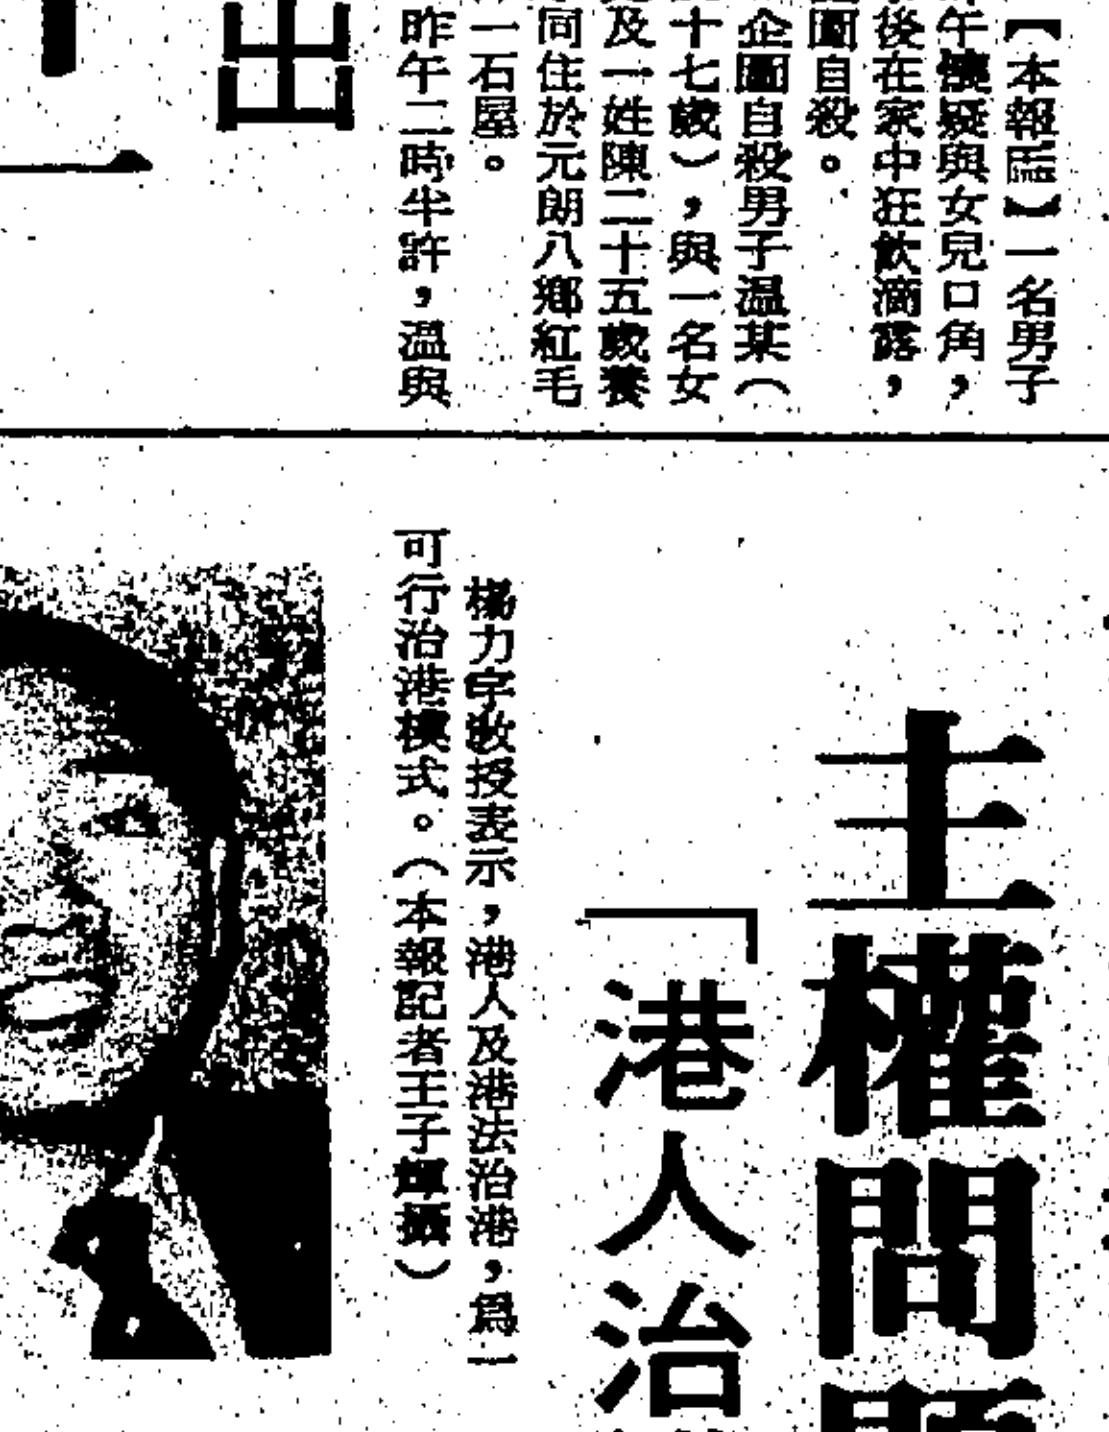 【本報訊】一名男子
昨午懷疑與女兒口角，
後在家中狂飲滴露，
圖自殺。
企圖自殺男子溫某（
十七歲），與一名女
及一姓陳二十五歲養
同住於元朗八鄉紅毛
一石屋。
昨午二時半許，溫與
出
主權問題
「港人治
楊力宇教授表示，港人及港法治港，為一
可行治港模式。（本報記者王子輝攝）